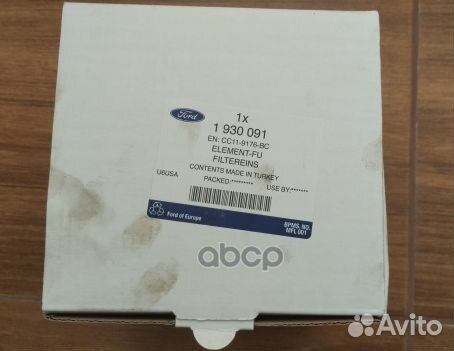 Ford
1x
1 930 091
EN: CC11-9176-BC
ELEMENT-FU
FILTEREINS
CONTENTS MADE IN TURKEY
U6USA
PACKED:*********
USE BY:*******
Ford of Europe
BPMS. NO.
MFL 001
abcp
Avito